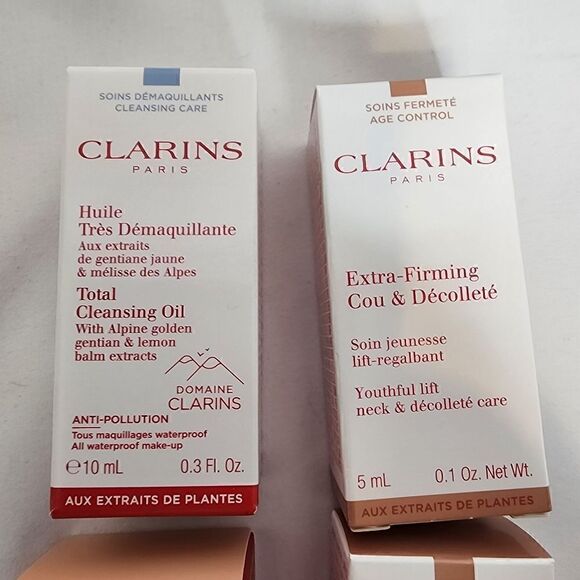 SOINS DÉMAQUILLANTS
CLEANSING CARE
CLARINS
PARIS
Huile
Très Démaquillante
Aux extraits
de gentiane jaune
& mélisse des Alpes
Total
Cleansing Oil
With Alpine golden
gentian & lemon
balm extracts
DOMAINE
CLARINS
ANTI-POLLUTION
Tous maquillages waterproof
All waterproof make-up
℮10 mL 0.3 Fl. Oz.
AUX EXTRAITS DE PLANTES
SOINS FERMETÉ
AGE CONTROL
CLARINS
PARIS
Extra-Firming
Cou & Décolleté
Soin jeunesse
lift-regalbant
Youthful lift
neck & décolleté care
5 mL 0.1 Oz. Net Wt.
AUX EXTRAITS DE PLANTES